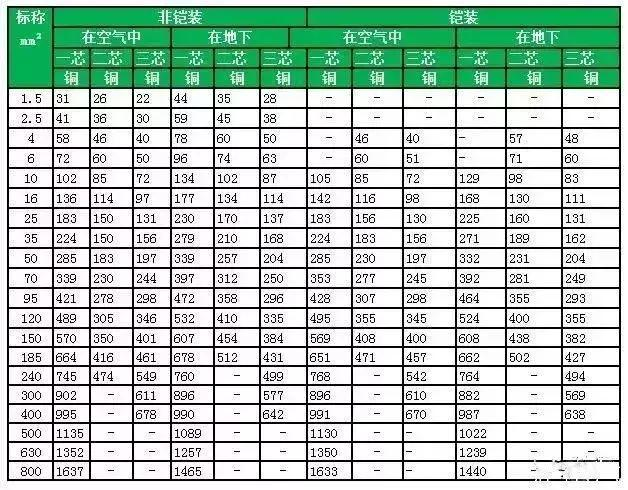 标称 非铠装 铠装
mm² 在空气中 在地下 在空气中 在地下
一芯 二芯 三芯 一芯 二芯 三芯 一芯 二芯 三芯 一芯 二芯 三芯
铜 铜 铜 铜 铜 铜 铜 铜 铜 铜 铜 铜
1.5 31 26 22 44 35 28 - - - - - -
2.5 41 36 30 59 45 38 - - - - - -
4 58 46 40 78 60 50 - 46 40 - 57 48
6 72 60 50 96 74 63 - 60 51 - 71 60
10 102 85 72 134 102 87 105 85 72 129 98 83
16 136 114 97 177 134 114 142 116 98 168 130 111
25 183 150 131 230 170 137 183 156 130 225 160 131
35 224 150 156 279 210 168 224 183 156 271 189 162
50 285 183 197 339 257 204 285 230 197 332 231 204
70 339 230 244 397 312 250 353 277 245 392 281 249
95 421 278 298 472 358 296 428 307 298 464 355 293
120 489 305 346 532 410 335 495 355 345 524 400 355
150 570 350 401 607 454 384 569 408 400 608 438 382
185 664 416 461 678 512 431 651 471 457 662 502 427
240 745 474 549 760 - 499 768 - 542 764 - 494
300 902 - 611 896 - 577 896 - 610 882 - 569
400 995 - 678 990 - 642 991 - 670 987 - 638
500 1135 - - 1089 - - 1130 - - 1022 - -
630 1352 - - 1257 - - 1350 - - 1239 - -
800 1637 - - 1465 - - 1633 - - 1440 - -